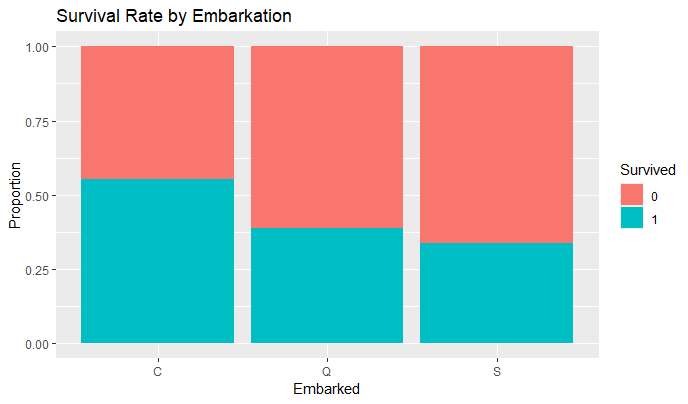 Survival Rate by Embarkation
1.00
0.75
0.50
0.25
0.00
Proportion
C Q S
Embarked
Survived
0
1